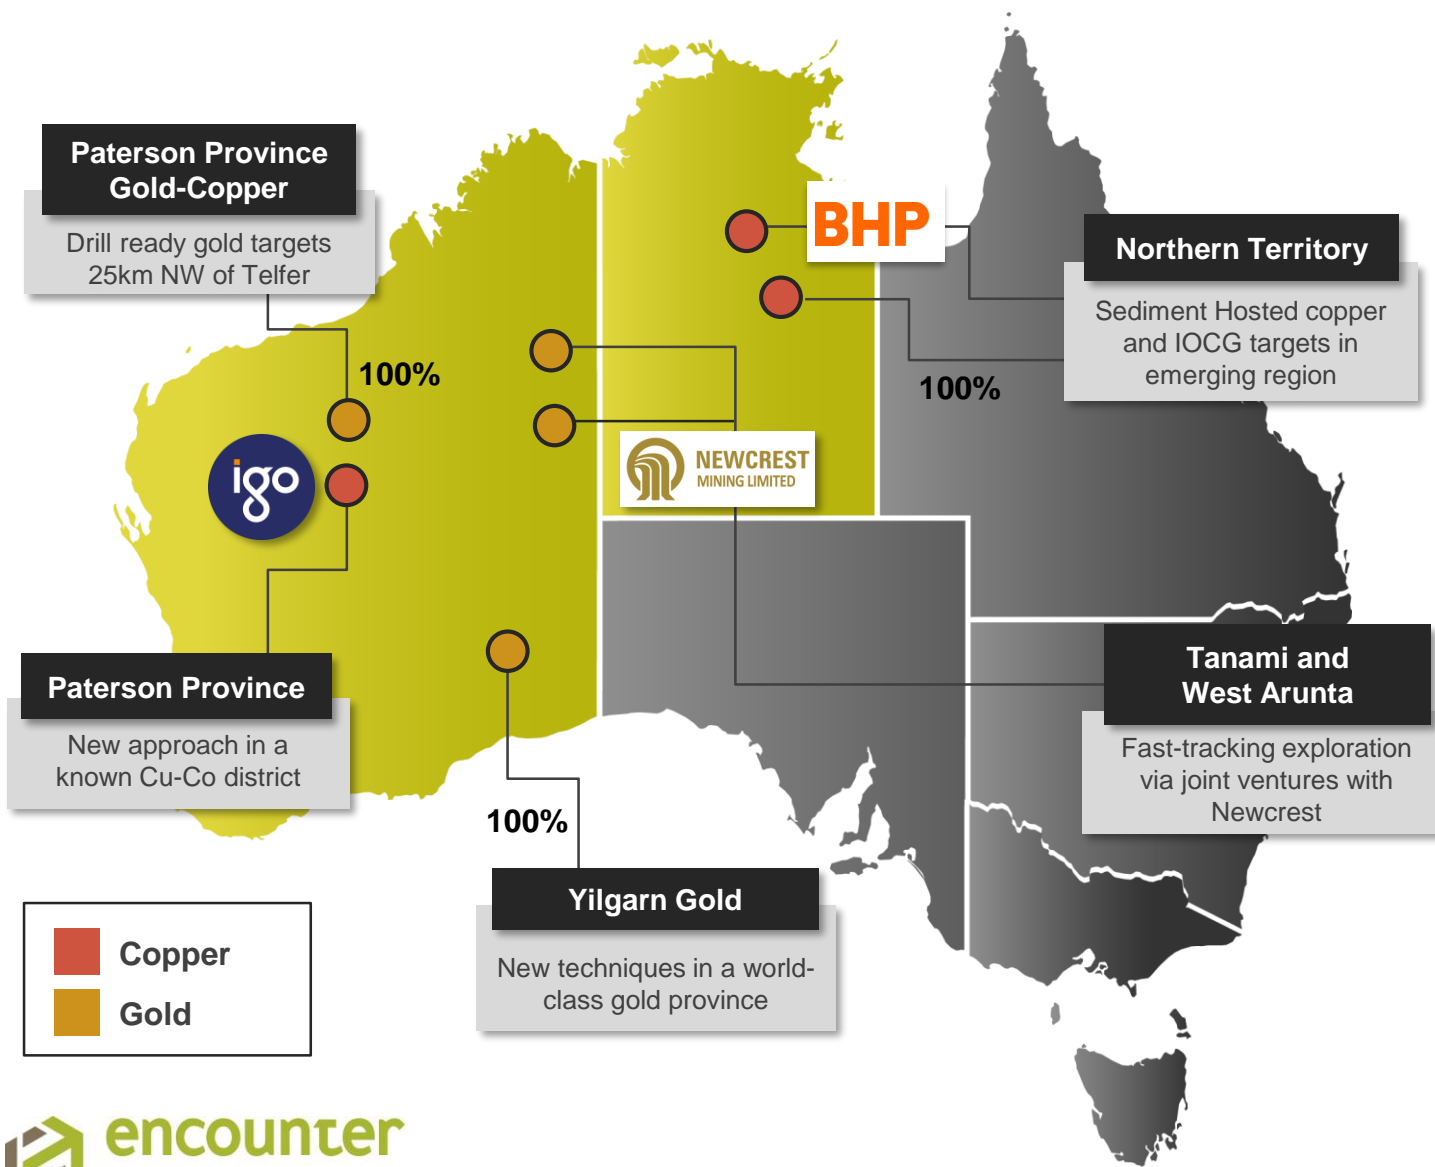 Paterson Province
Gold-Copper
Drill ready gold targets
25km NW of Telfer
100%
igo
BHP
Northern Territory
Sediment Hosted copper
and IOCG targets in
emerging region
100%
NEWCREST
MINING LIMITED
Paterson Province
New approach in a
known Cu-Co district
Tanami and
West Arunta
Fast-tracking exploration
via joint ventures with
Newcrest
100%
Yilgarn Gold
New techniques in a world-
class gold province
Copper
Gold
encounter